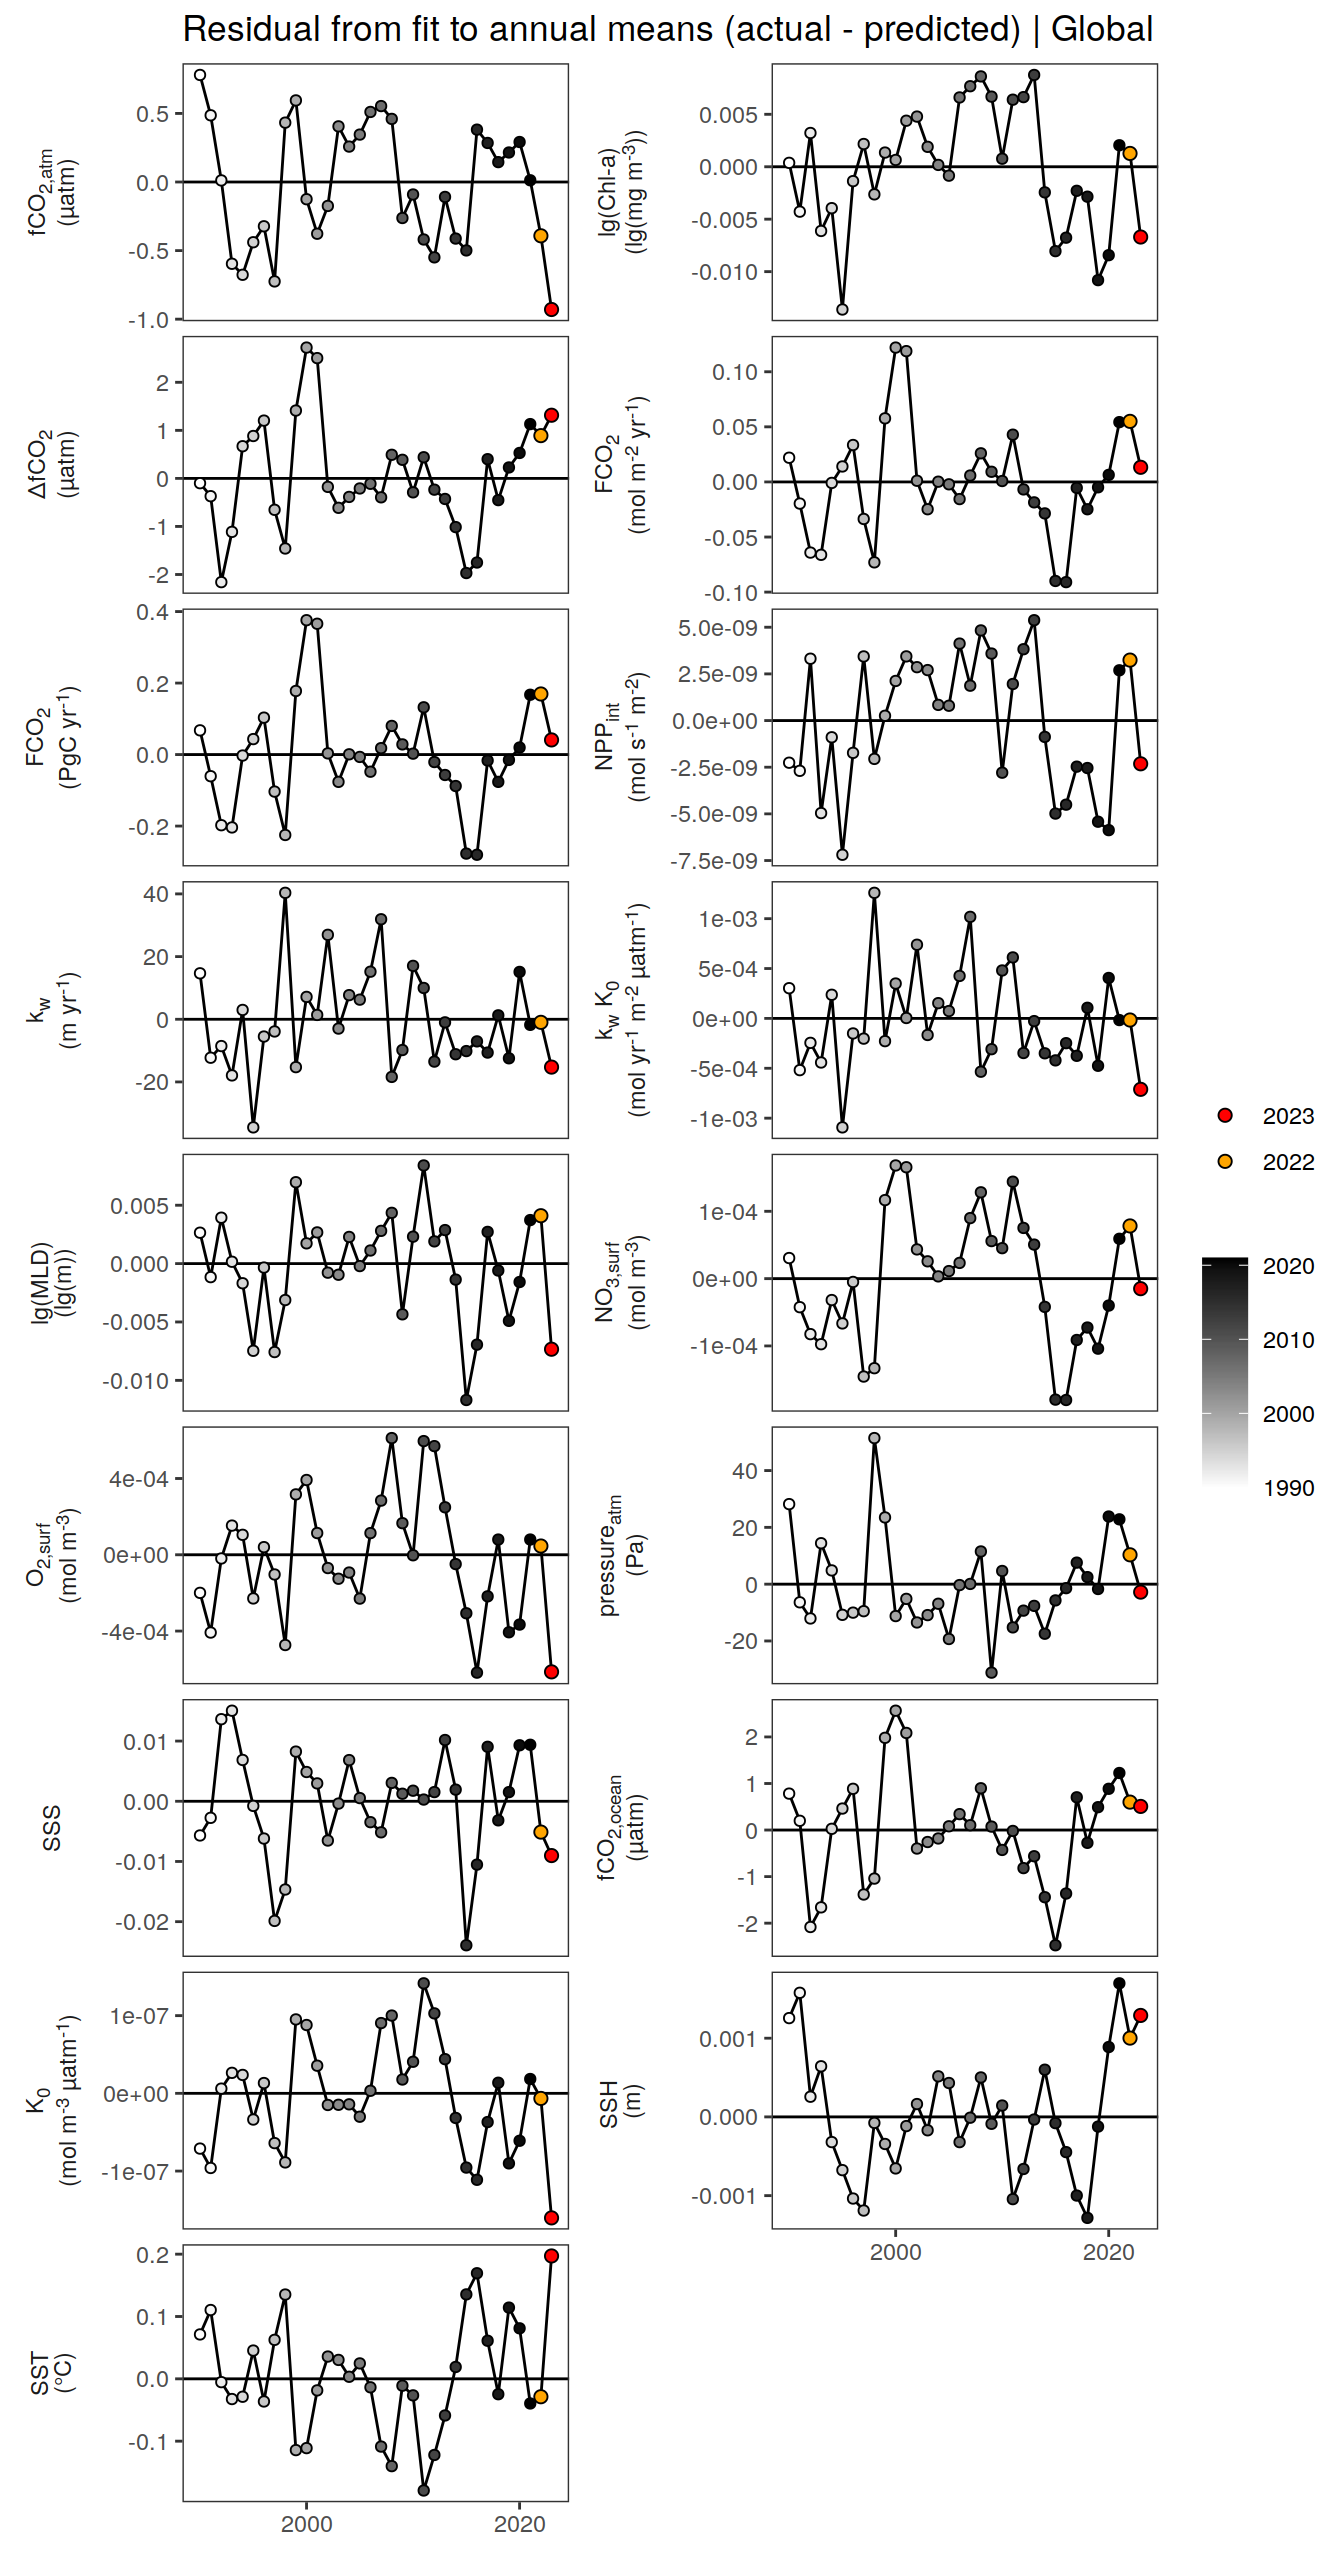 Residual from fit to annual means (actual - predicted) | Global
fCO2,atm
(µatm)
0.5
0.0
-0.5
-1.0
lg(Chl-a)
(lg(mg m-3))
0.005
0.000
-0.005
-0.010
ΔfCO2
(µatm)
2
1
0
-1
-2
FCO2
(mol m-2 yr-1)
0.10
0.05
0.00
-0.05
-0.10
FCO2
(PgC yr-1)
0.4
0.2
0.0
-0.2
NPPint
(mol s-1 m-2)
5.0e-09
2.5e-09
0.0e+00
-2.5e-09
-5.0e-09
-7.5e-09
kw
(m yr-1)
40
20
0
-20
kw K0
(mol yr-1 m-2 µatm-1)
1e-03
5e-04
0e+00
-5e-04
-1e-03
lg(MLD)
(lg(m))
0.005
0.000
-0.005
-0.010
NO3,surf
(mol m-3)
1e-04
0e+00
-1e-04
O2,surf
(mol m-3)
4e-04
0e+00
-4e-04
pressureatm
(Pa)
40
20
0
-20
SSS
0.01
0.00
-0.01
-0.02
fCO2,ocean
(µatm)
2
1
0
-1
-2
K0
(mol m-3 µatm-1)
1e-07
0e+00
-1e-07
SSH
(m)
0.001
0.000
-0.001
2000
2020
SST
(°C)
0.2
0.1
0.0
-0.1
2000
2020
2023
2022
2020
2010
2000
1990